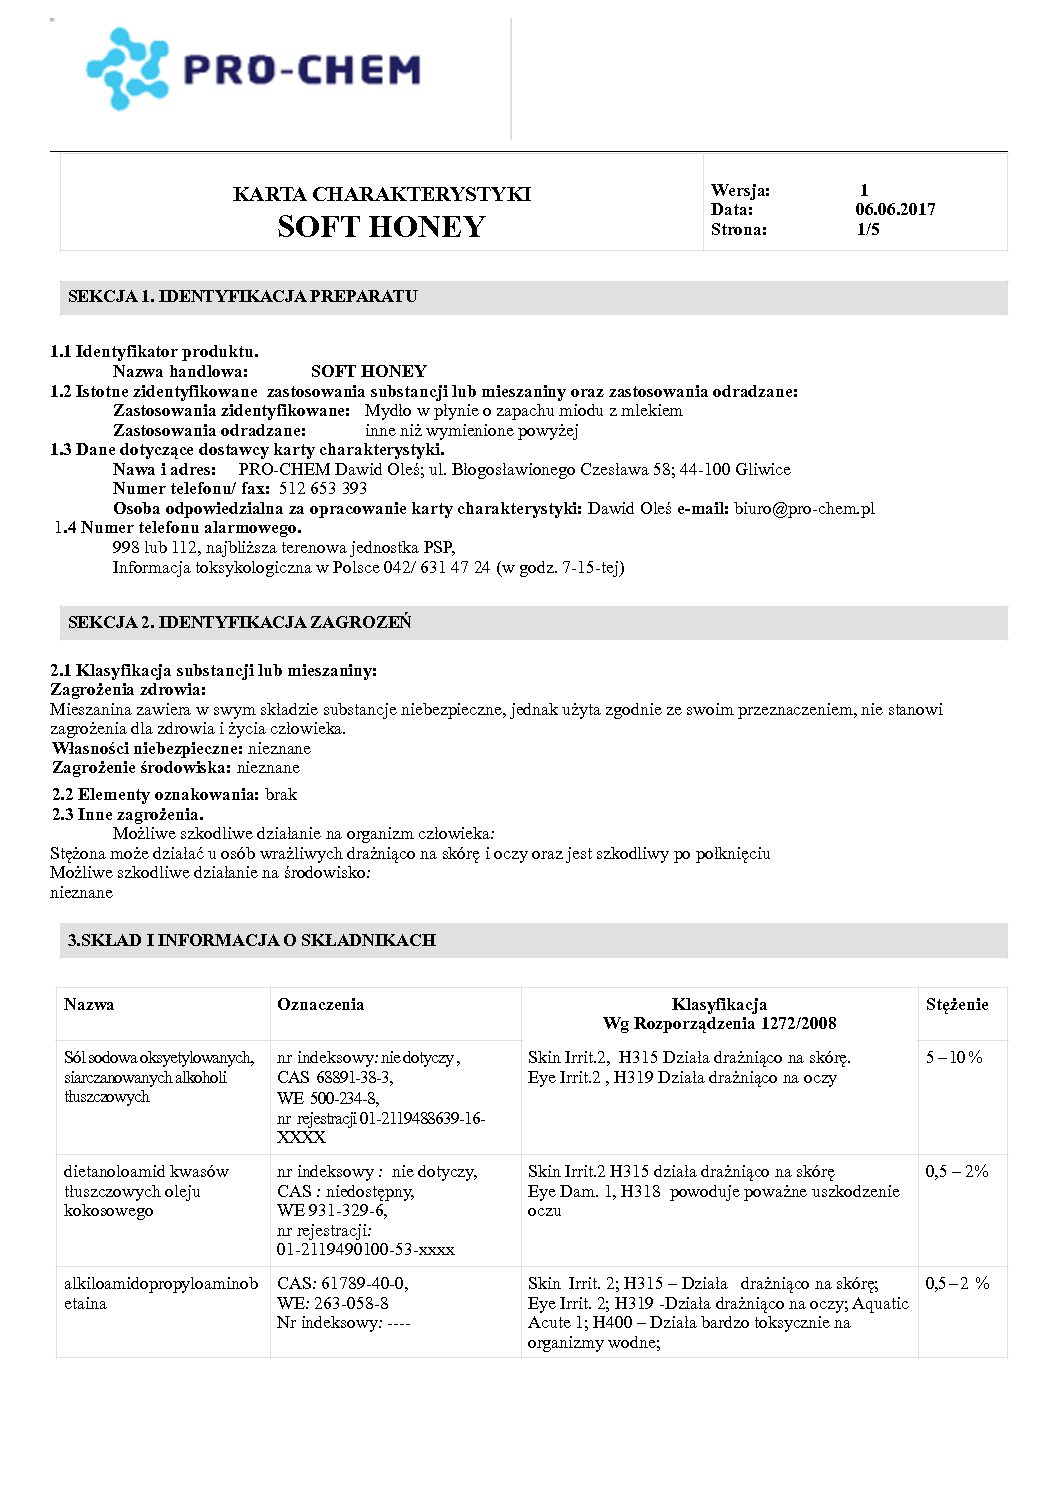 PRO-CHEM
KARTA CHARAKTERYSTYKI
SOFT HONEY
Wersja: 1
Data: 06.06.2017
Strona: 1/5
SEKCJA 1. IDENTYFIKACJA PREPARATU
1.1 Identyfikator produktu.
Nazwa handlowa: SOFT HONEY
1.2 Istotne zidentyfikowane zastosowania substancji lub mieszaniny oraz zastosowania odradzane:
Zastosowania zidentyfikowane: Mydło w płynie o zapachu miodu z mlekiem
Zastosowania odradzane: inne niż wymienione powyżej
1.3 Dane dotyczące dostawcy karty charakterystyki.
Nawa i adres: PRO-CHEM Dawid Oleś; ul. Błogosławionego Czesława 58; 44-100 Gliwice
Numer telefonu/ fax: 512 653 393
Osoba odpowiedzialna za opracowanie karty charakterystyki: Dawid Oleś e-mail: biuro@pro-chem.pl
1.4 Numer telefonu alarmowego.
998 lub 112, najbliższa terenowa jednostka PSP,
Informacja toksykologiczna w Polsce 042/ 631 47 24 (w godz. 7-15-tej)
SEKCJA 2. IDENTYFIKACJA ZAGROZEŃ
2.1 Klasyfikacja substancji lub mieszaniny:
Zagrożenia zdrowia:
Mieszanina zawiera w swym składzie substancje niebezpieczne, jednak użyta zgodnie ze swoim przeznaczeniem, nie stanowi
zagrożenia dla zdrowia i życia człowieka.
Własności niebezpieczne: nieznane
Zagrożenie środowiska: nieznane
2.2 Elementy oznakowania: brak
2.3 Inne zagrożenia.
Możliwe szkodliwe działanie na organizm człowieka:
Stężona może działać u osób wrażliwych drażniąco na skórę i oczy oraz jest szkodliwy po połknięciu
Możliwe szkodliwe działanie na środowisko:
nieznane
3.SKŁAD I INFORMACJA O SKŁADNIKACH
Nazwa
Oznaczenia
Klasyfikacja
Wg Rozporządzenia 1272/2008
Stężenie
Sól sodowa oksyetylowanych,
siarczanowanych alkoholi
tłuszczowych
nr indeksowy: nie dotyczy,
CAS 68891-38-3,
WE 500-234-8,
nr rejestracji 01-2119488639-16-
XXXX
Skin Irrit.2, H315 Działa drażniąco na skórę.
Eye Irrit.2 , H319 Działa drażniąco na oczy
5 – 10 %
dietanoloamid kwasów
tłuszczowych oleju
kokosowego
nr indeksowy : nie dotyczy,
CAS : niedostępny,
WE 931-329-6,
nr rejestracji:
01-2119490100-53-xxxx
Skin Irrit.2 H315 działa drażniąco na skórę
Eye Dam. 1, H318 powoduje poważne uszkodzenie
oczu
0,5 – 2%
alkiloamidopropyloaminob
etaina
CAS: 61789-40-0,
WE: 263-058-8
Nr indeksowy: ----
Skin Irrit. 2; H315 – Działa drażniąco na skórę;
Eye Irrit. 2; H319 -Działa drażniąco na oczy; Aquatic
Acute 1; H400 – Działa bardzo toksycznie na
organizmy wodne;
0,5 – 2 %